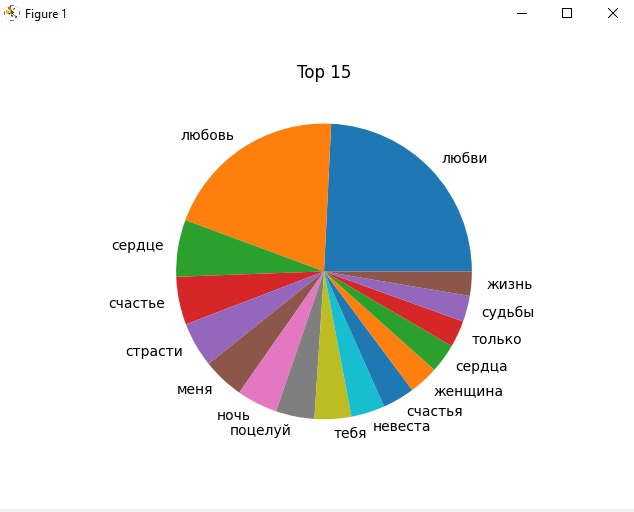 Figure 1
Top 15
любовь
любви
сердце
счастье
страсти
меня
ночь
поцелуй
тебя
невеста
счастья
женщина
сердца
только
судьбы
жизнь